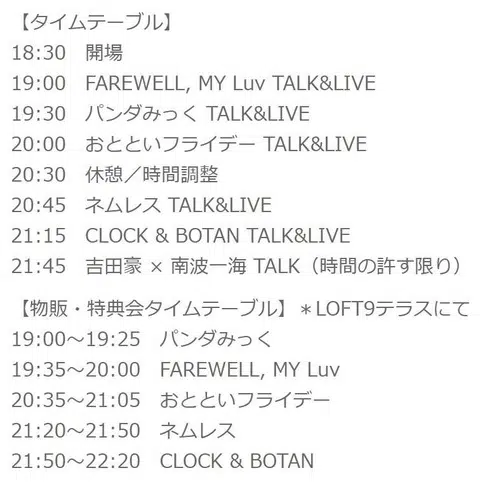 【タイムテーブル】
18:30　開場
19:00　FAREWELL, MY Luv TALK&LIVE
19:30　パンダみっく TALK&LIVE
20:00　おとといフライデー TALK&LIVE
20:30　休憩／時間調整
20:45　ネムレス TALK&LIVE
21:15　CLOCK & BOTAN TALK&LIVE
21:45　吉田豪 × 南波一海 TALK（時間の許す限り）
【物販・特典会タイムテーブル】＊LOFT9テラスにて
19:00～19:25　パンダみっく
19:35～20:00　FAREWELL, MY Luv
20:35～21:05　おとといフライデー
21:20～21:50　ネムレス
21:50～22:20　CLOCK & BOTAN